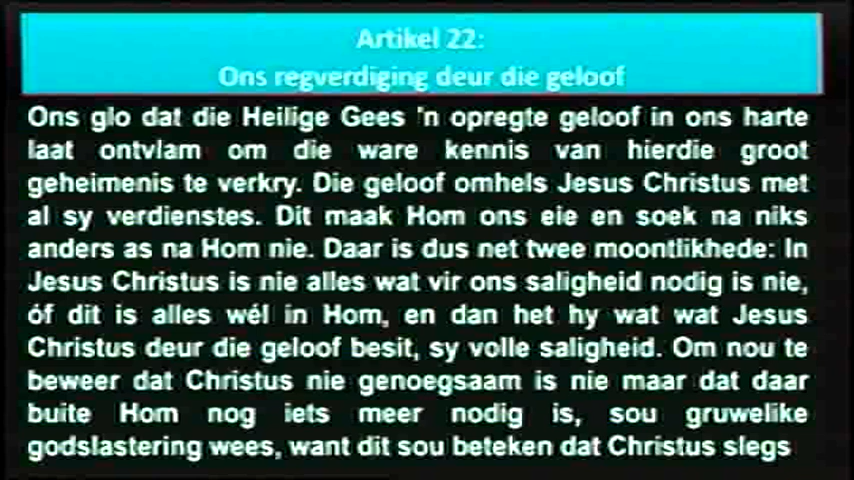 Artikel 22:
Ons regverdiging deur die geloof
Ons glo dat die Heilige Gees 'n opregte geloof in ons harte
laat ontvlam om die ware kennis van hierdie groot
geheimenis te verkry. Die geloof omhels Jesus Christus met
al sy verdienstes. Dit maak Hom ons eie en soek na niks
anders as na Hom nie. Daar is dus net twee moontlikhede: In
Jesus Christus is nie alles wat vir ons saligheid nodig is nie,
óf dit is alles wél in Hom, en dan het hy wat wat Jesus
Christus deur die geloof besit, sy volle saligheid. Om nou te
beweer dat Christus nie genoegsaam is nie maar dat daar
buite Hom nog iets meer nodig is, sou gruwelike
godslastering wees, want dit sou beteken dat Christus slegs